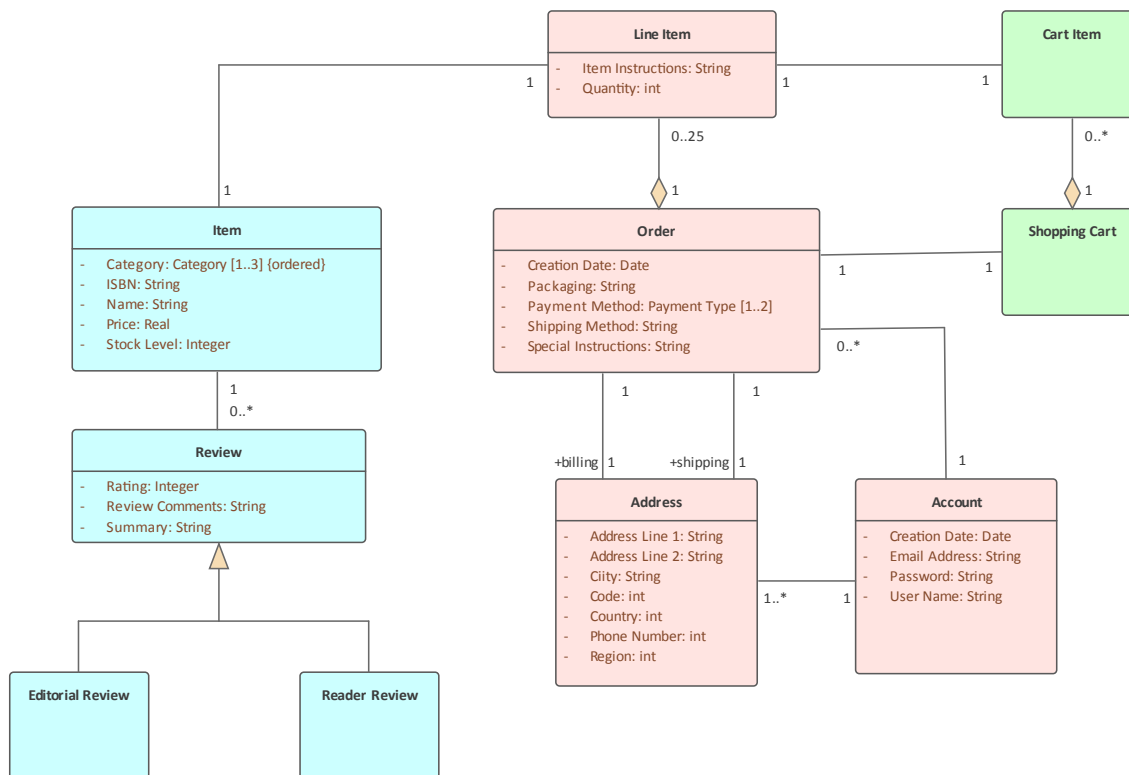 Line Item
- Item Instructions: String
- Quantity: int
Cart Item
1
1
1
1
0..25
0..*
1
1
1
Item
- Category: Category [1..3] {ordered}
- ISBN: String
- Name: String
- Price: Real
- Stock Level: Integer
Order
- Creation Date: Date
- Packaging: String
- Payment Method: Payment Type [1..2]
- Shipping Method: String
- Special Instructions: String
Shopping Cart
1
1
0..*
1
0..*
1
1
Review
- Rating: Integer
- Review Comments: String
- Summary: String
+billing 1
+shipping 1
1
Address
- Address Line 1: String
- Address Line 2: String
- Ciity: String
- Code: int
- Country: int
- Phone Number: int
- Region: int
Account
- Creation Date: Date
- Email Address: String
- Password: String
- User Name: String
1..*
1
Editorial Review
Reader Review